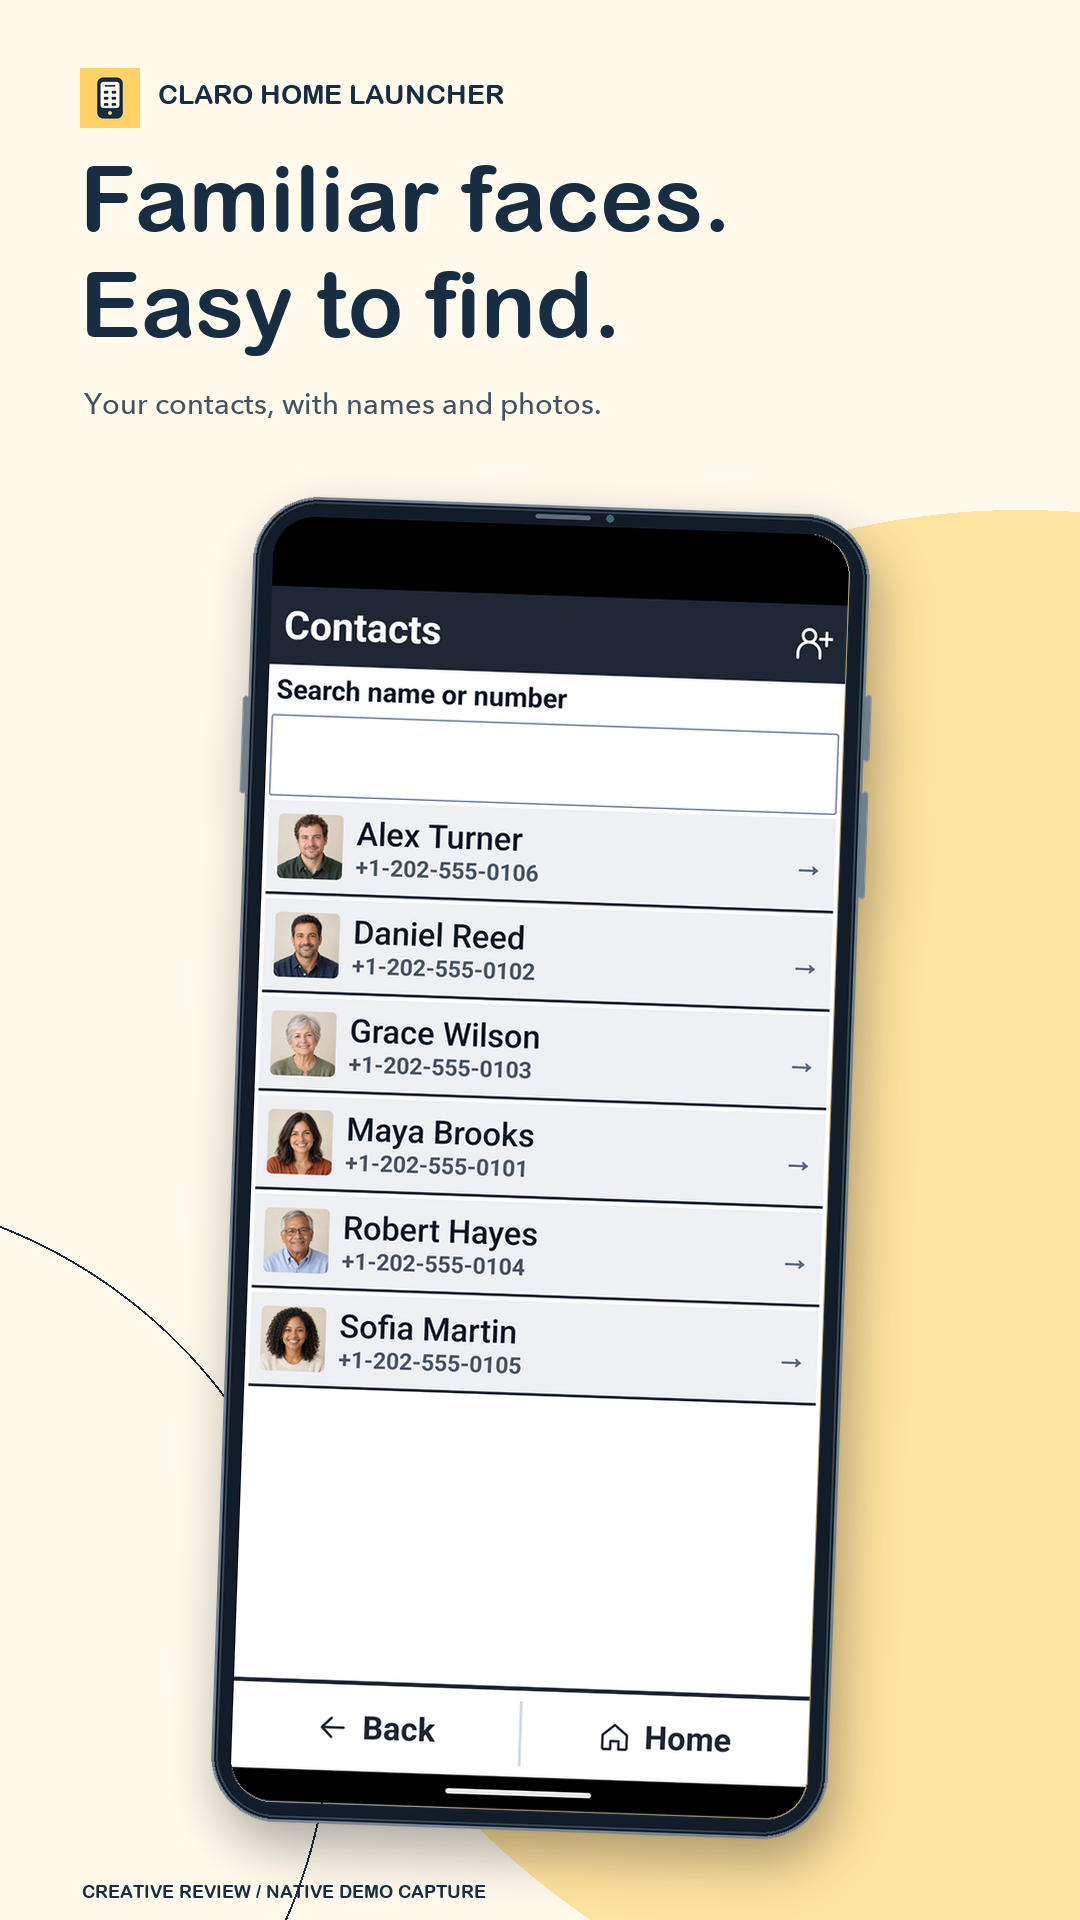 CLARO HOME LAUNCHER
Familiar faces.
Easy to find.
Your contacts, with names and photos.
Contacts
Search name or number
Alex Turner
+1-202-555-0106
Daniel Reed
+1-202-555-0102
Grace Wilson
+1-202-555-0103
Maya Brooks
+1-202-555-0101
Robert Hayes
+1-202-555-0104
Sofia Martin
+1-202-555-0105
Back
Home
CREATIVE REVIEW / NATIVE DEMO CAPTURE